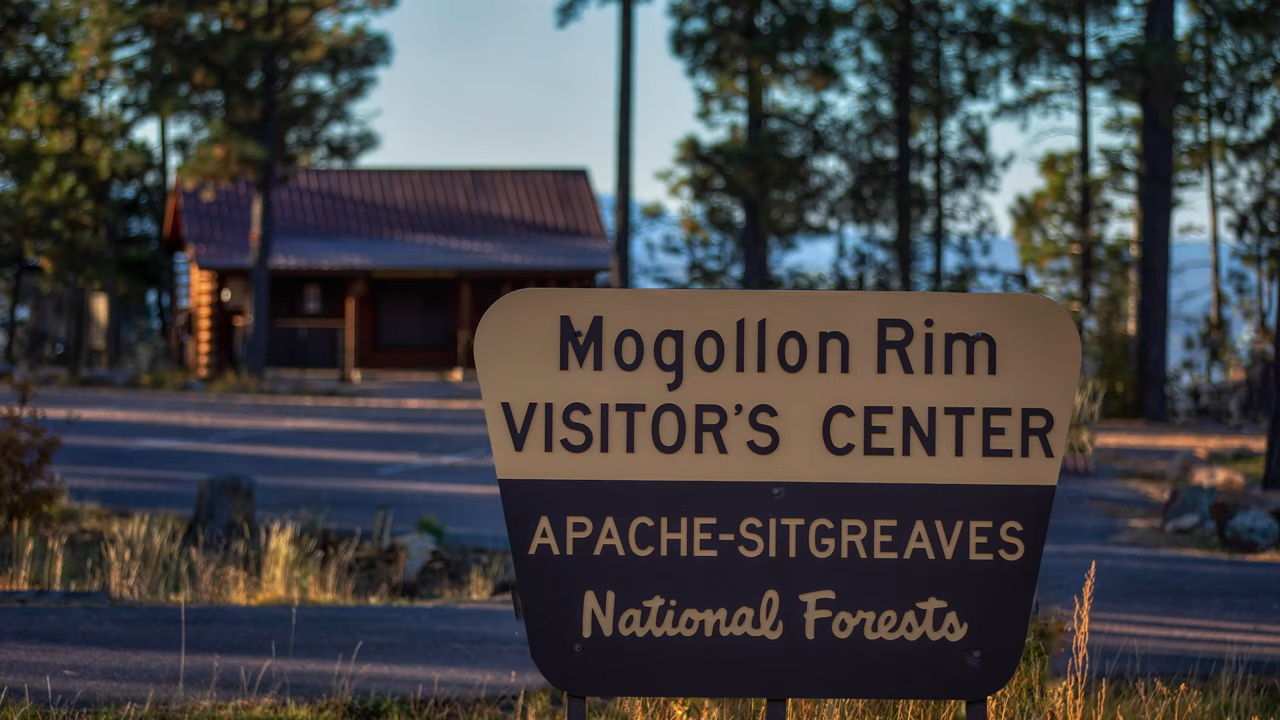 Mogollon Rim
VISITOR'S CENTER
APACHE-SITGREAVES
National Forests